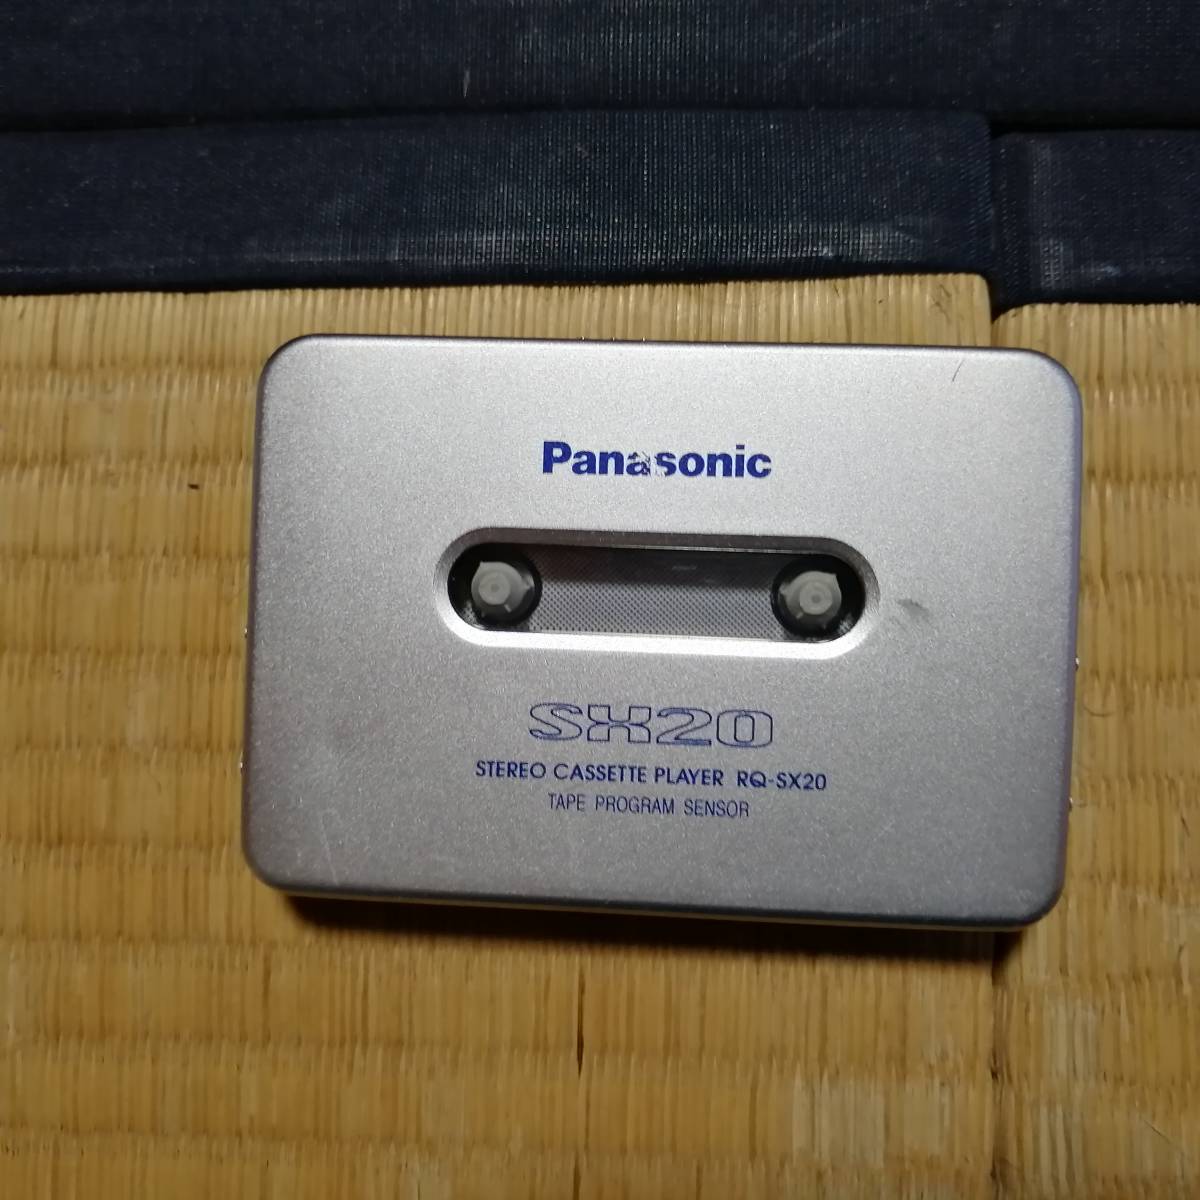 Panasonic
SX20
STEREO CASSETTE PLAYER RQ-SX20
TAPE PROGRAM SENSOR